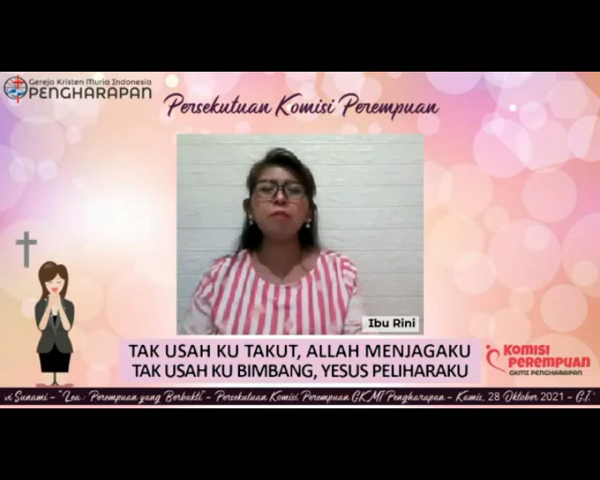 Gereja Kristen Muria Indonesia
PENGHARAPAN
Persekutuan Komisi Perempuan
Ibu Rini
TAK USAH KU TAKUT, ALLAH MENJAGAKU
TAK USAH KU BIMBANG, YESUS PELIHARAKU
KOMISI
PEREMPUAN
GKMI PENGHARAPAN
vi Sunami - "Lea : Perempuan yang Berbakti" - Persekutuan Komisi Perempuan GKMI Pengharapan - Kamis, 28 Oktober 2021 - G.I.